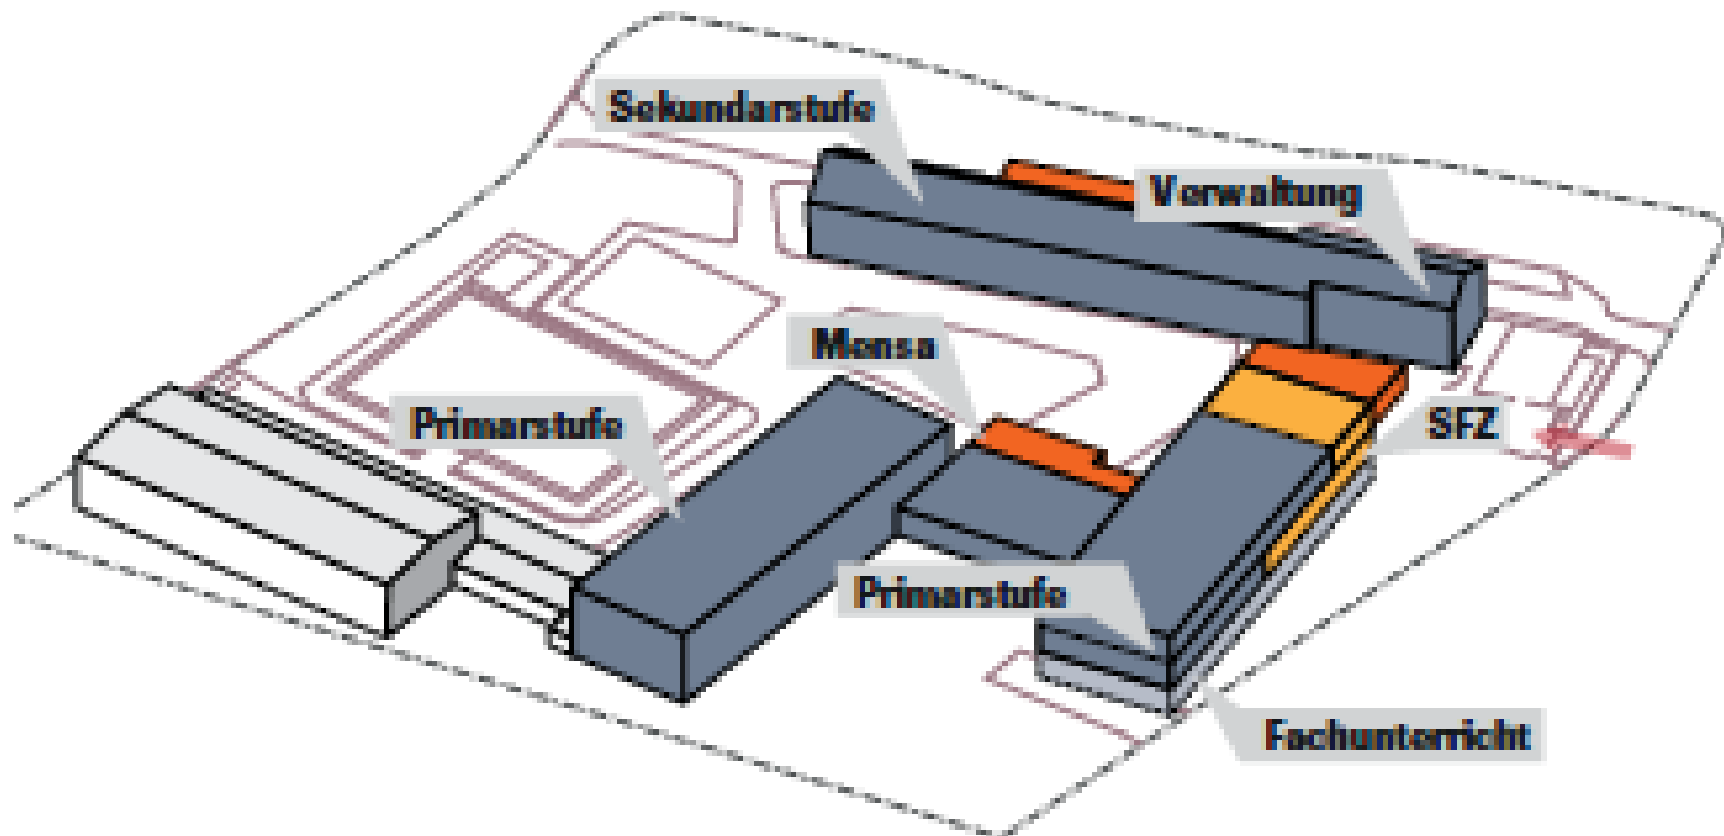 Sekundarstufe
Verwaltung
Mensa
Primarstufe
SFZ
Primarstufe
Fachunterricht